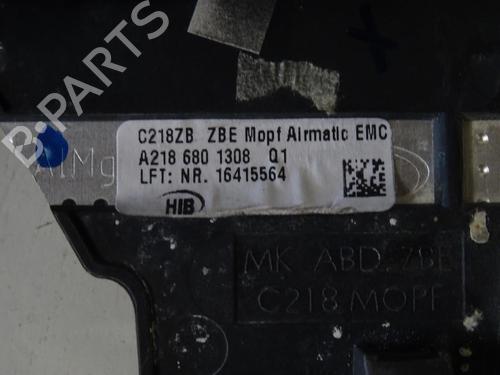 B-PARTS
C218ZB ZBE Mopf Airmatic EMC
A218 680 1308 Q1
LFT: NR. 16415564
HIB
AlMg
MK ABD. ZBE
C218 MOPF